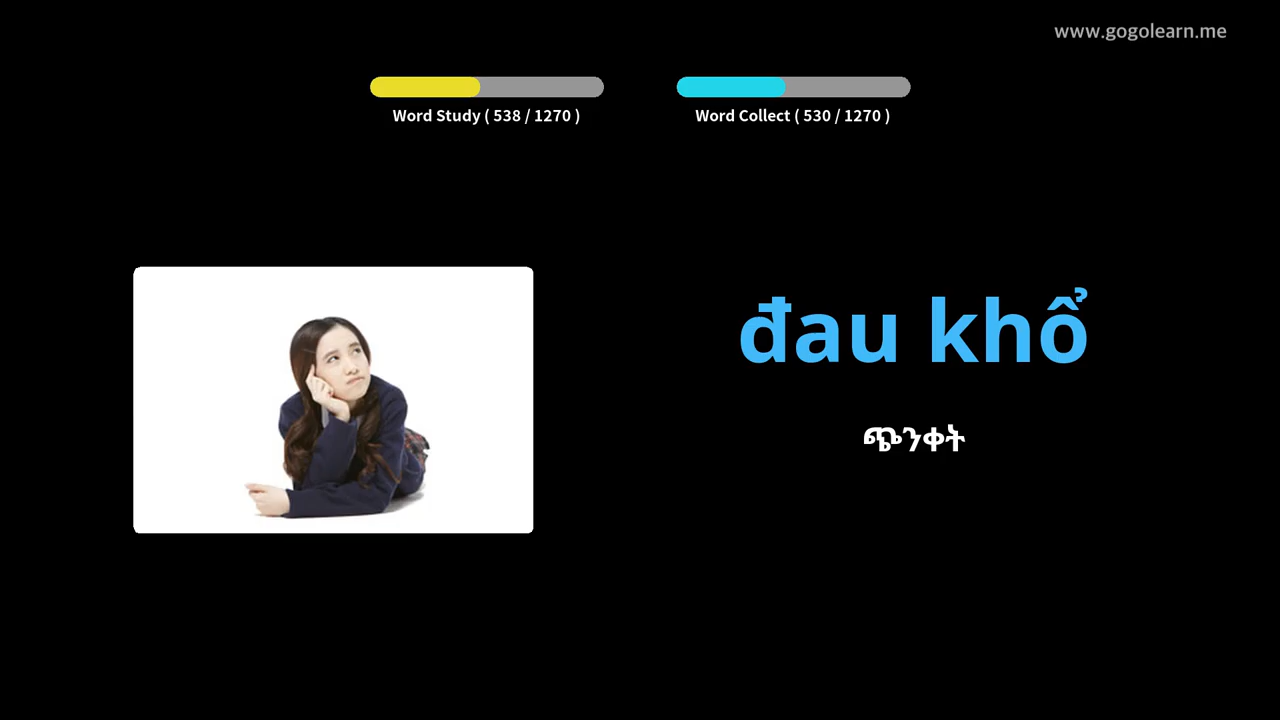 www.gogolearn.me
Word Study ( 538 / 1270 )
Word Collect ( 530 / 1270 )
đau khổ
ጭንቀት